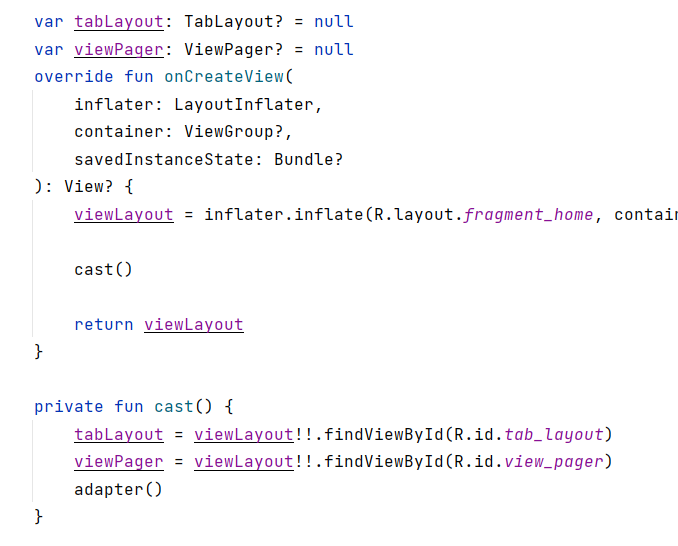 var tabLayout: TabLayout? = null
var viewPager: ViewPager? = null
override fun onCreateView(
    inflater: LayoutInflater,
    container: ViewGroup?,
    savedInstanceState: Bundle?
): View? {
    viewLayout = inflater.inflate(R.layout.fragment_home, contai
    cast()
    return viewLayout
}
private fun cast() {
    tabLayout = viewLayout!!.findViewById(R.id.tab_layout)
    viewPager = viewLayout!!.findViewById(R.id.view_pager)
    adapter()
}